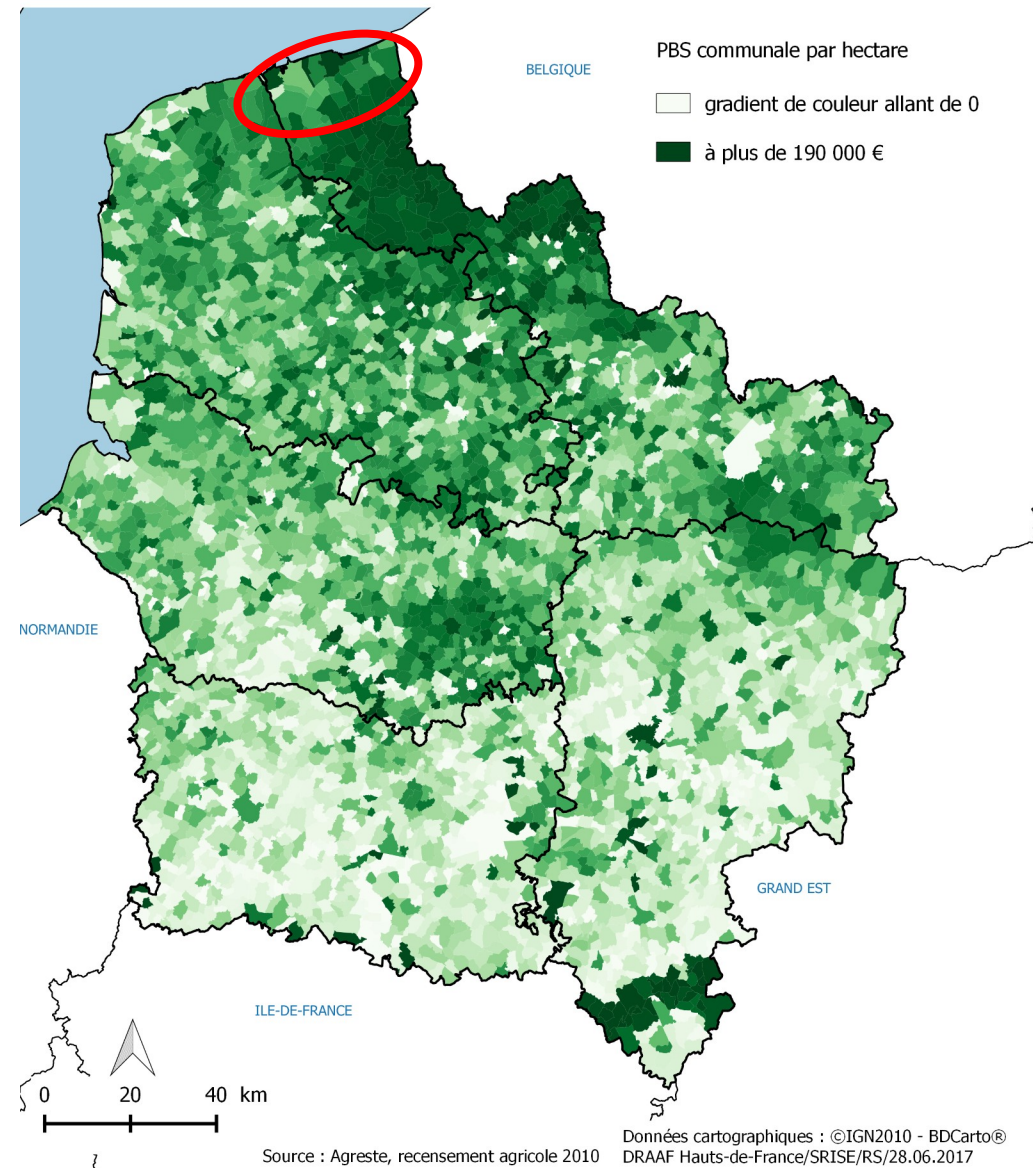 PBS communale par hectare
BELGIQUE
gradient de couleur allant de 0
à plus de 190 000 €
NORMANDIE
GRAND EST
ILE-DE-FRANCE
0 20 40 km
Données cartographiques : ©IGN2010 - BDCarto®
Source : Agreste, recensement agricole 2010 DRAAF Hauts-de-France/SRISE/RS/28.06.2017